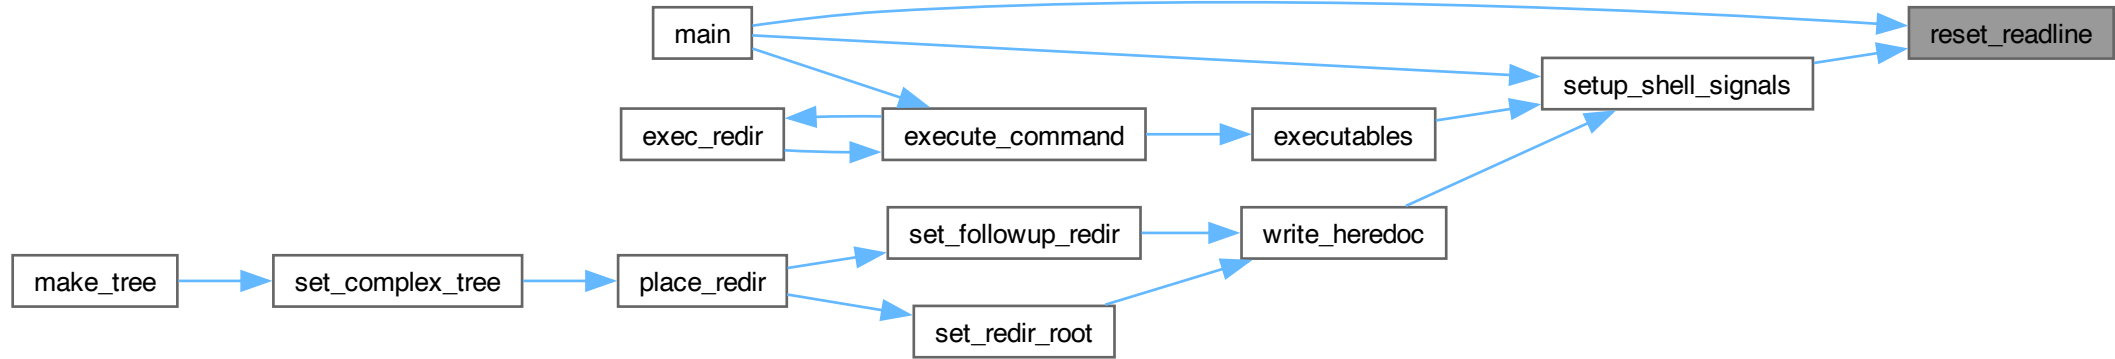 main
reset_readline
setup_shell_signals
exec_redir
execute_command
executables
set_followup_redir
write_heredoc
make_tree
set_complex_tree
place_redir
set_redir_root